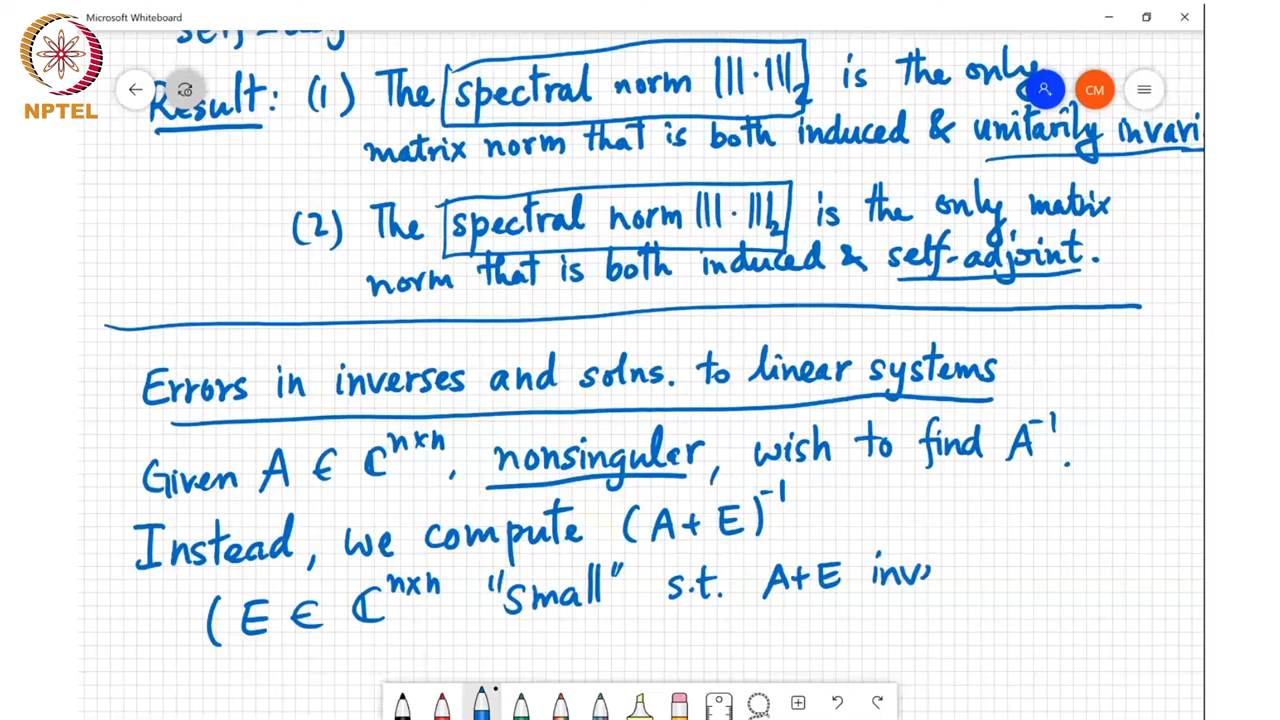 Microsoft Whiteboard
NPTEL
CM
Result: (1) The spectral norm |||·|||₂ is the only
matrix norm that is both induced & unitarily invari
(2) The spectral norm |||·|||₂ is the only matrix
norm that is both induced & self-adjoint.
Errors in inverses and solns. to linear systems
Given A ∈ ℂⁿˣⁿ, nonsingular, wish to find A⁻¹.
Instead, we compute (A+E)⁻¹
(E ∈ ℂⁿˣⁿ "small" s.t. A+E inv